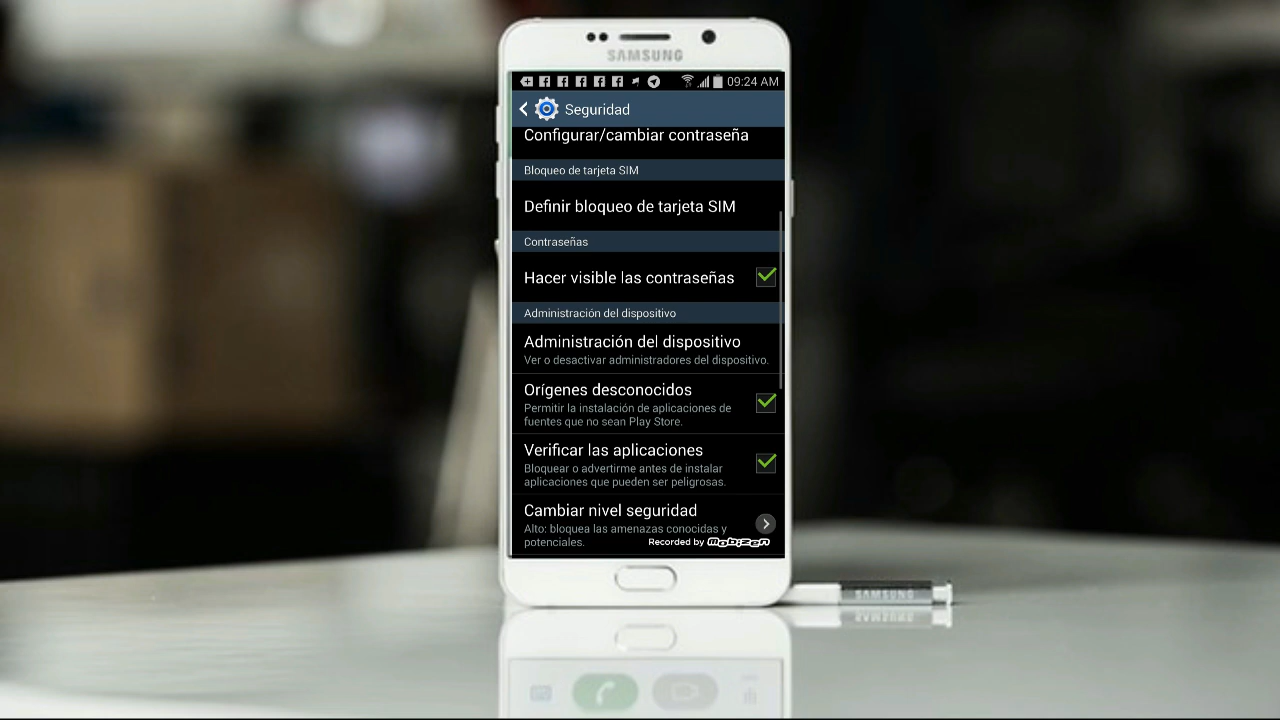 SAMSUNG
09:24 AM
Seguridad
Configurar/cambiar contraseña
Bloqueo de tarjeta SIM
Definir bloqueo de tarjeta SIM
Contraseñas
Hacer visible las contraseñas
Administración del dispositivo
Administración del dispositivo
Ver o desactivar administradores del dispositivo.
Orígenes desconocidos
Permitir la instalación de aplicaciones de
fuentes que no sean Play Store.
Verificar las aplicaciones
Bloquear o advertirme antes de instalar
aplicaciones que pueden ser peligrosas.
Cambiar nivel seguridad
Alto: bloquea las amenazas conocidas y
potenciales.
Recorded by mobizen
SAMSUNG